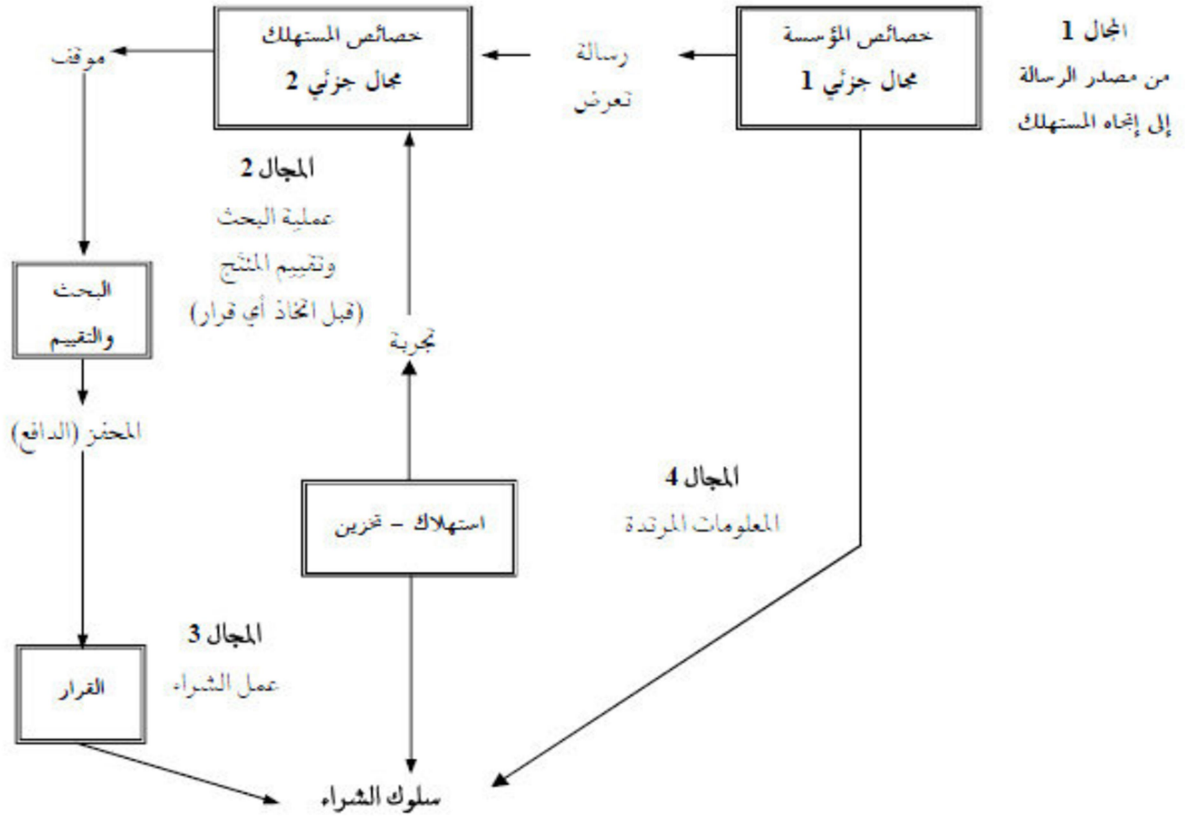 المجال 1
من مصدر الرسالة
إلى إتجاه المستهلك
خصائص المؤسسة
مجال جزئي 1
رسالة
تعرض
خصائص المستهلك
مجال جزئي 2
موقف
المجال 2
عملية البحث
وتقييم المنتج
(قبل اتخاذ أي قرار)
البحث
والتقييم
تجربة
المحفز (الدافع)
المجال 4
المعلومات المرتدة
استهلاك - تخزين
المجال 3
عمل الشراء
القرار
سلوك الشراء